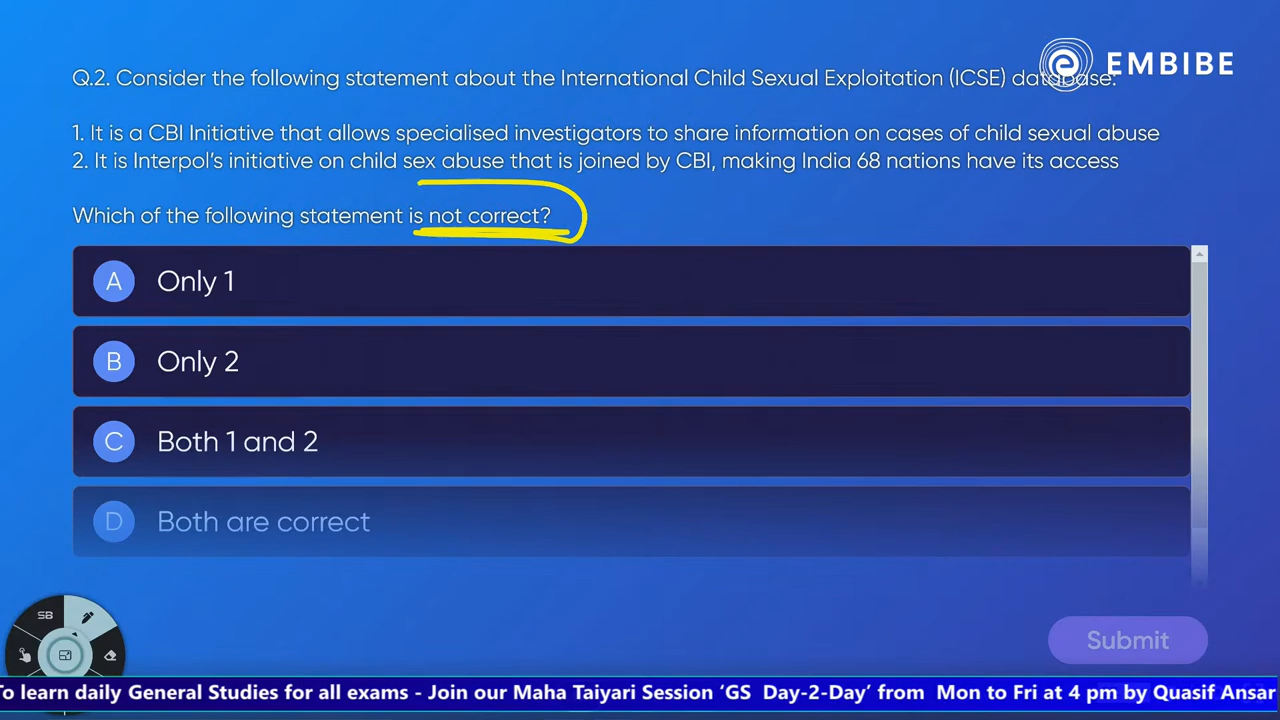 EMBIBE
Q.2. Consider the following statement about the International Child Sexual Exploitation (ICSE) database:
1. It is a CBI Initiative that allows specialised investigators to share information on cases of child sexual abuse
2. It is Interpol's initiative on child sex abuse that is joined by CBI, making India 68 nations have its access
Which of the following statement is not correct?
A Only 1
B Only 2
C Both 1 and 2
D Both are correct
SB
Submit
To learn daily General Studies for all exams - Join our Maha Taiyari Session ‘GS Day-2-Day’ from Mon to Fri at 4 pm by Quasif Ansar